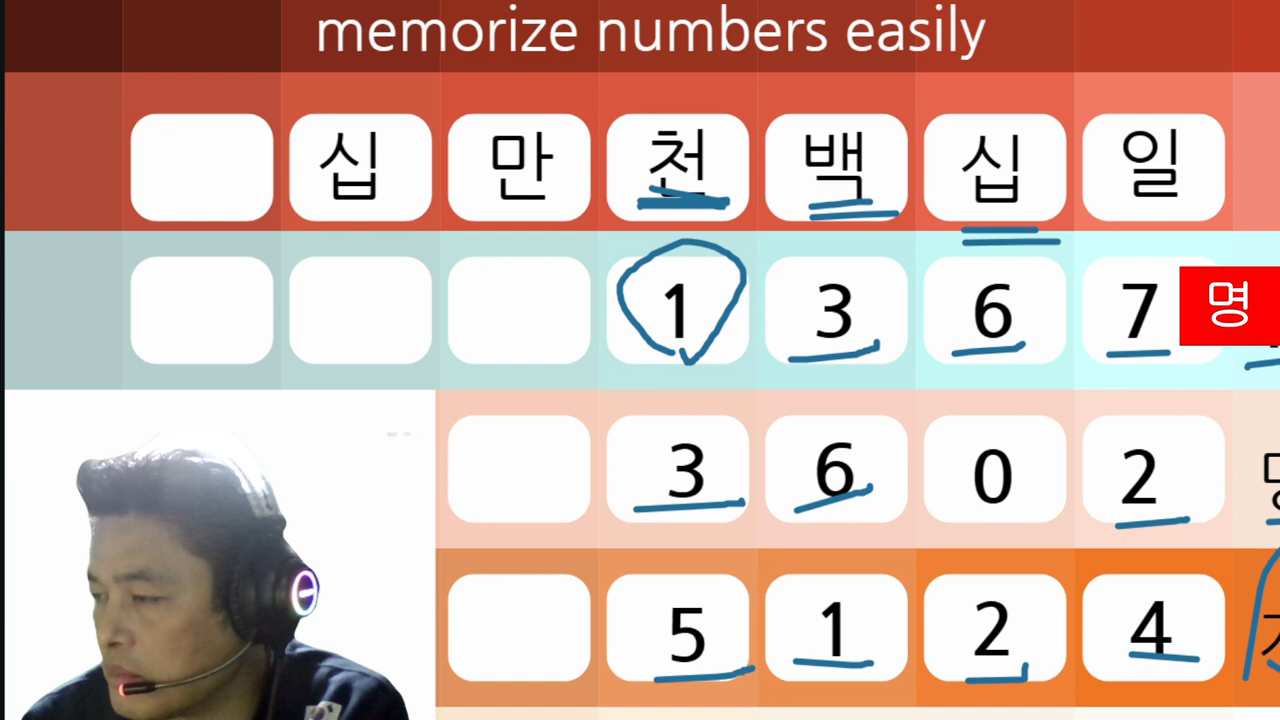 memorize numbers easily
십 만 천 백 십 일
1 3 6 7 명
3 6 0 2
5 1 2 4